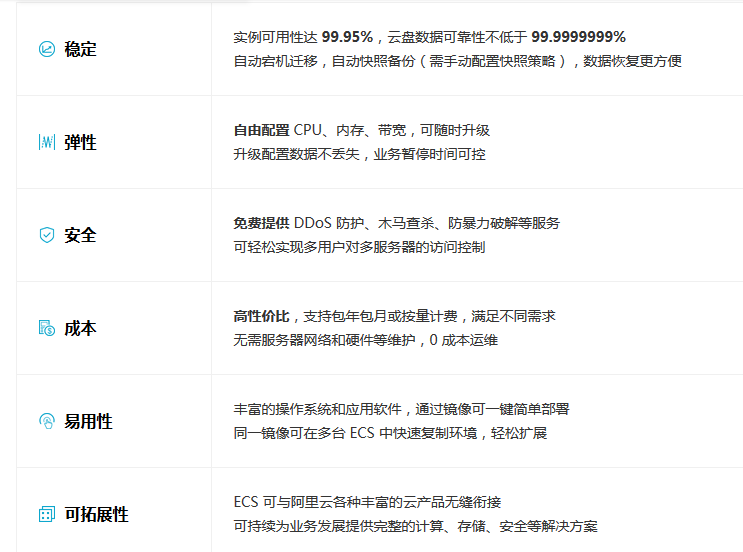 稳定
实例可用性达 99.95%，云盘数据可靠性不低于 99.9999999%
自动宕机迁移，自动快照备份（需手动配置快照策略），数据恢复更方便
弹性
自由配置 CPU、内存、带宽，可随时升级
升级配置数据不丢失，业务暂停时间可控
安全
免费提供 DDoS 防护、木马查杀、防暴力破解等服务
可轻松实现多用户对多服务器的访问控制
成本
高性价比，支持包年包月或按量计费，满足不同需求
无需服务器网络和硬件等维护，0 成本运维
易用性
丰富的操作系统和应用软件，通过镜像可一键简单部署
同一镜像可在多台 ECS 中快速复制环境，轻松扩展
可拓展性
ECS 可与阿里云各种丰富的云产品无缝衔接
可持续为业务发展提供完整的计算、存储、安全等解决方案